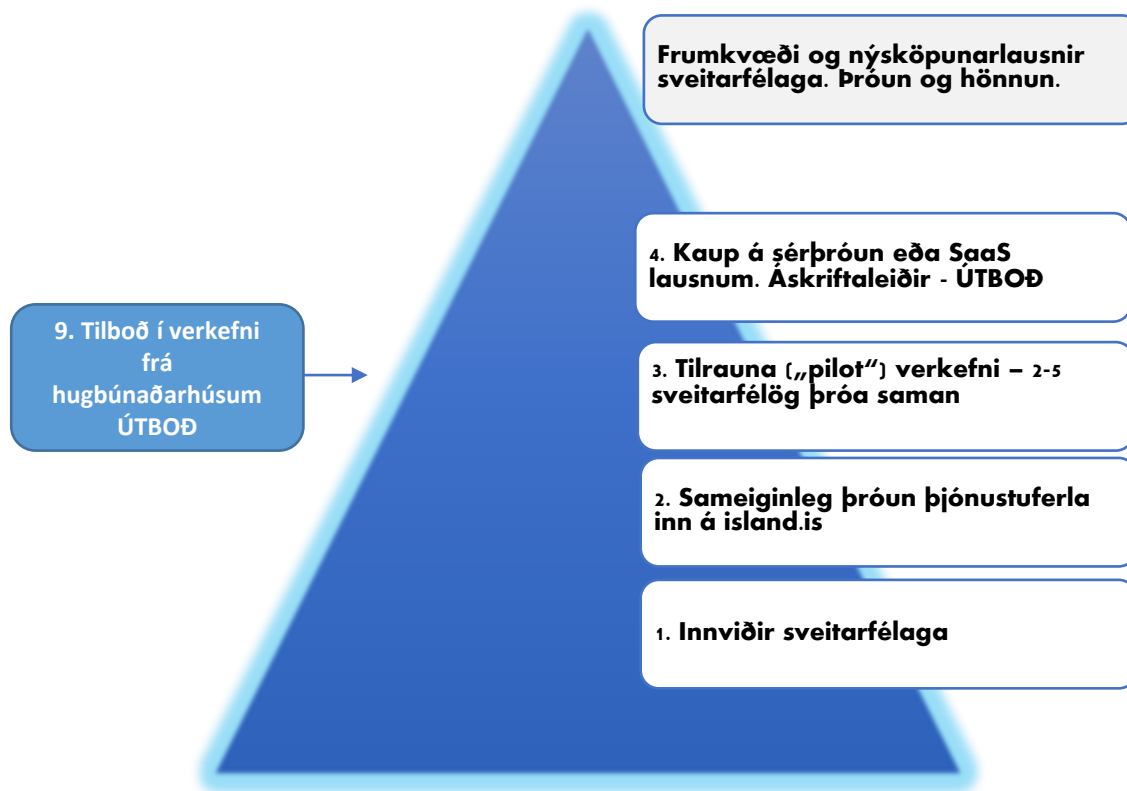 Frumkvæði og nýsköpunarlausnir
sveitarfélaga. Þróun og hönnun.
4. Kaup á sérþróun eða SaaS
lausnum. Áskriftaleiðir - ÚTBOÐ
9. Tilboð í verkefni
frá
hugbúnaðarhúsum
ÚTBOÐ
3. Tilrauna („pilot“) verkefni – 2-5
sveitarfélög þróa saman
2. Sameiginleg þróun þjónustuferla
inn á island.is
1. Innviðir sveitarfélaga